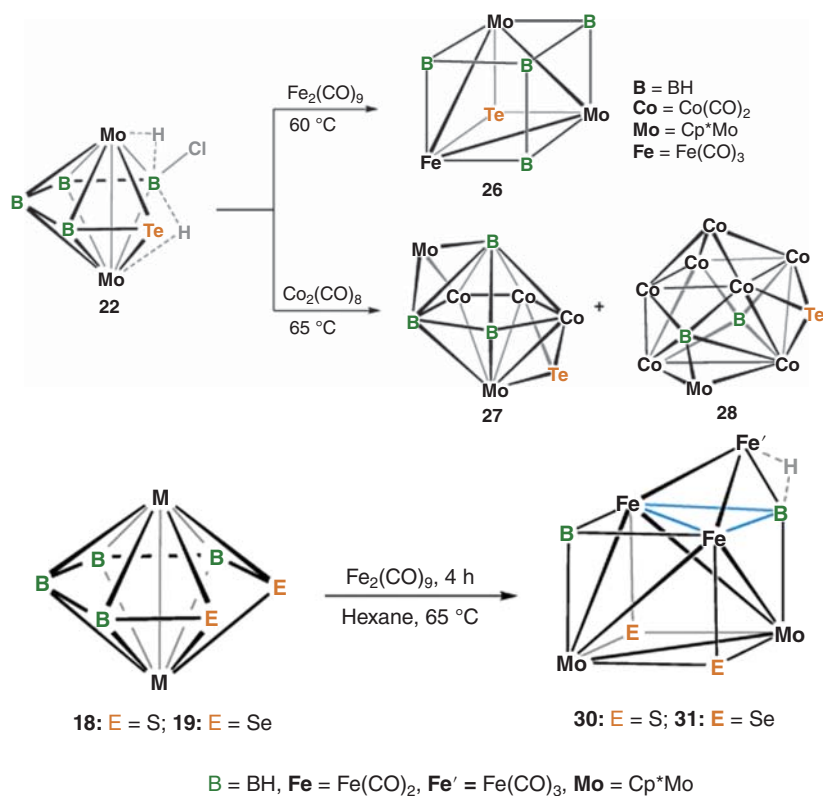 Mo
H
Cl
B
B
B
B
Te
H
Mo
22
Fe₂(CO)₉
60 °C
Co₂(CO)₈
65 °C
Mo
B
B
B
Te
Mo
Fe
B
26
B = BH
Co = Co(CO)₂
Mo = Cp*Mo
Fe = Fe(CO)₃
Mo
B
Co
Co
Co
B
B
Mo
Te
27
+
Co
Co
Co
Co
Co
B
Te
B
Co
Co
Mo
28
M
B
B
B
E
B
E
M
18: E = S; 19: E = Se
Fe₂(CO)₉, 4 h
Hexane, 65 °C
Fe′
H
Fe
B
B
Fe
E
Mo
Mo
E
30: E = S; 31: E = Se
B = BH, Fe = Fe(CO)₂, Fe′ = Fe(CO)₃, Mo = Cp*Mo